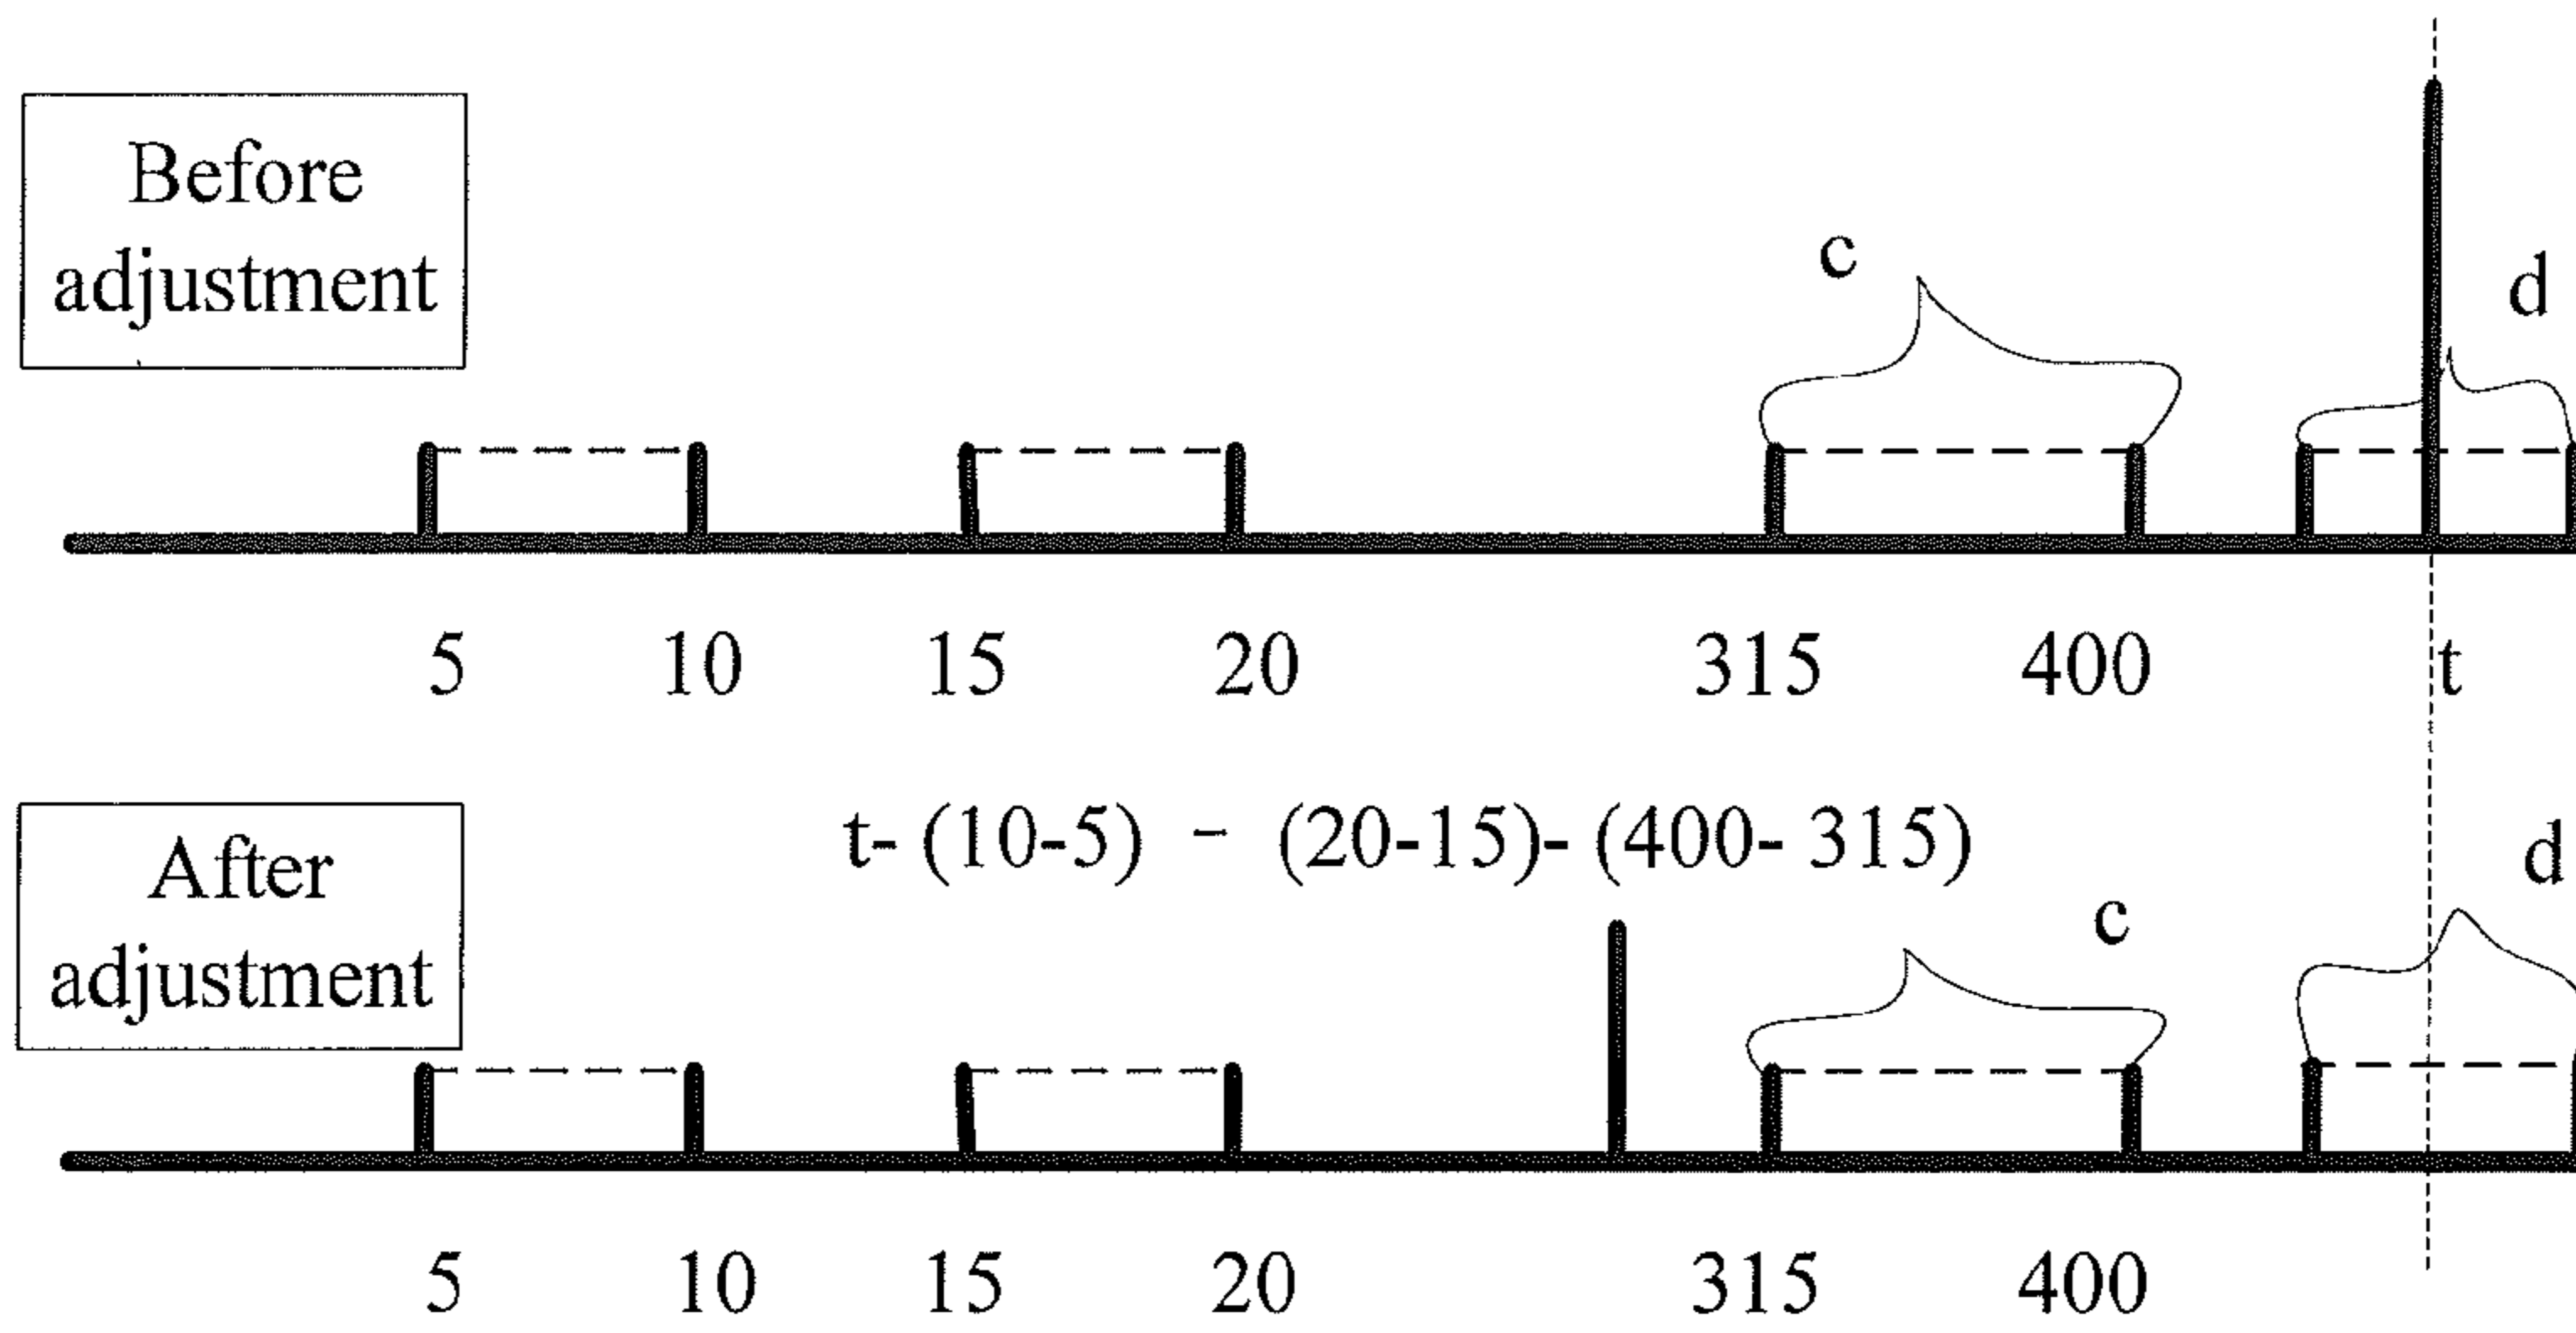 Before
adjustment
c
d
5 10 15 20 315 400 t
After
adjustment
t- (10-5) - (20-15)- (400- 315)
c
d
5 10 15 20 315 400